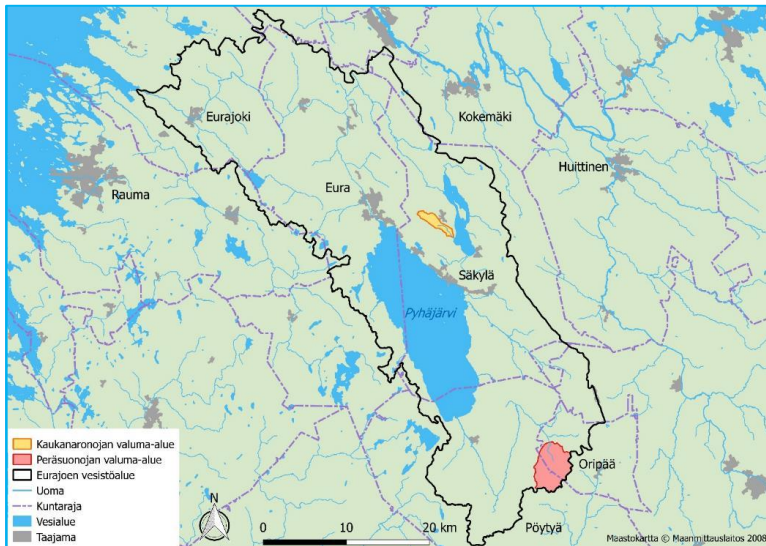 Eurajoki
Kokemäki
Huittinen
Rauma
Eura
Säkylä
Pyhäjärvi
Kaukanaronojan valuma-alue
Peräsuonojan valuma-alue
Eurajoen vesistöalue
Uoma
Kuntaraja
Vesialue
Taajama
Oripää
Pöytyä
N
0 10 20 km
Maastokartta © Maanmittauslaitos 2008